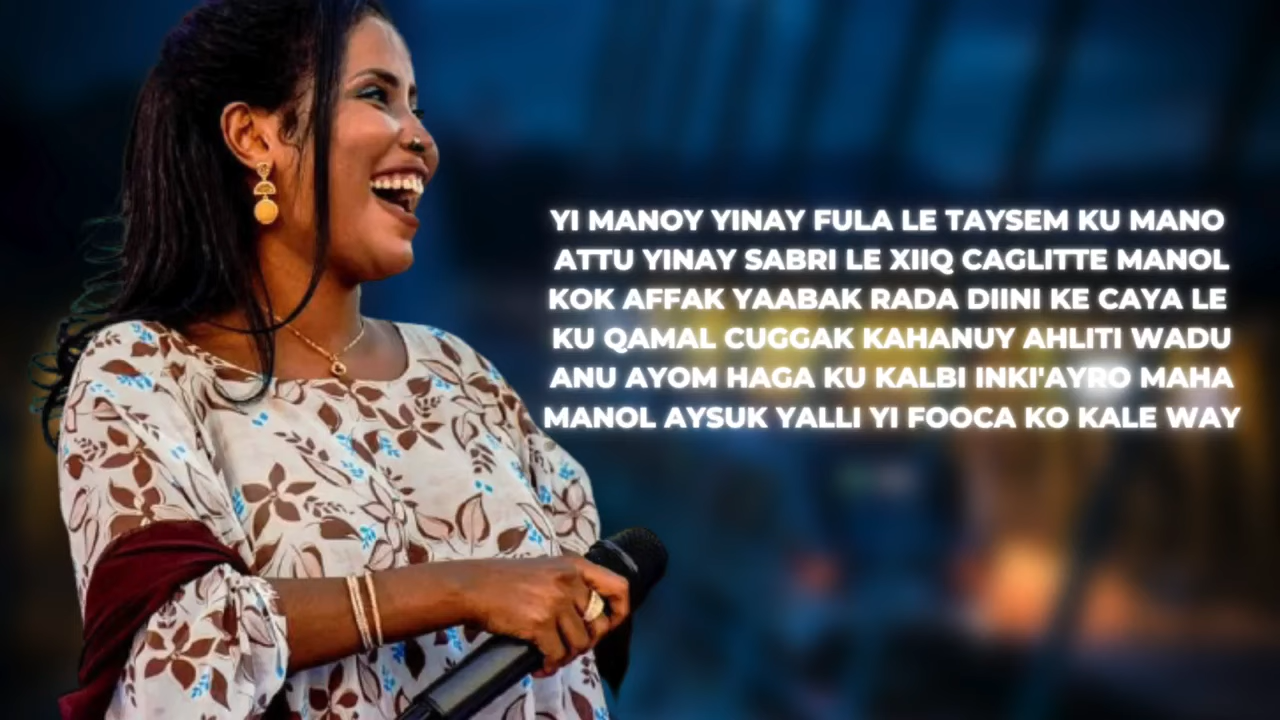 YI MANOY YINAY FULA LE TAYSEM KU MANO
ATTU YINAY SABRI LE XIIQ CAGLITTE MANOL
KOK AFFAK YAABAK RADA DIINI KE CAYA LE
KU QAMAL CUGGAK KAHANUY AHLITI WADU
ANU AYOM HAGA KU KALBI INKI'AYRO MAHA
MANOL AYSUK YALLI YI FOOCA KO KALE WAY